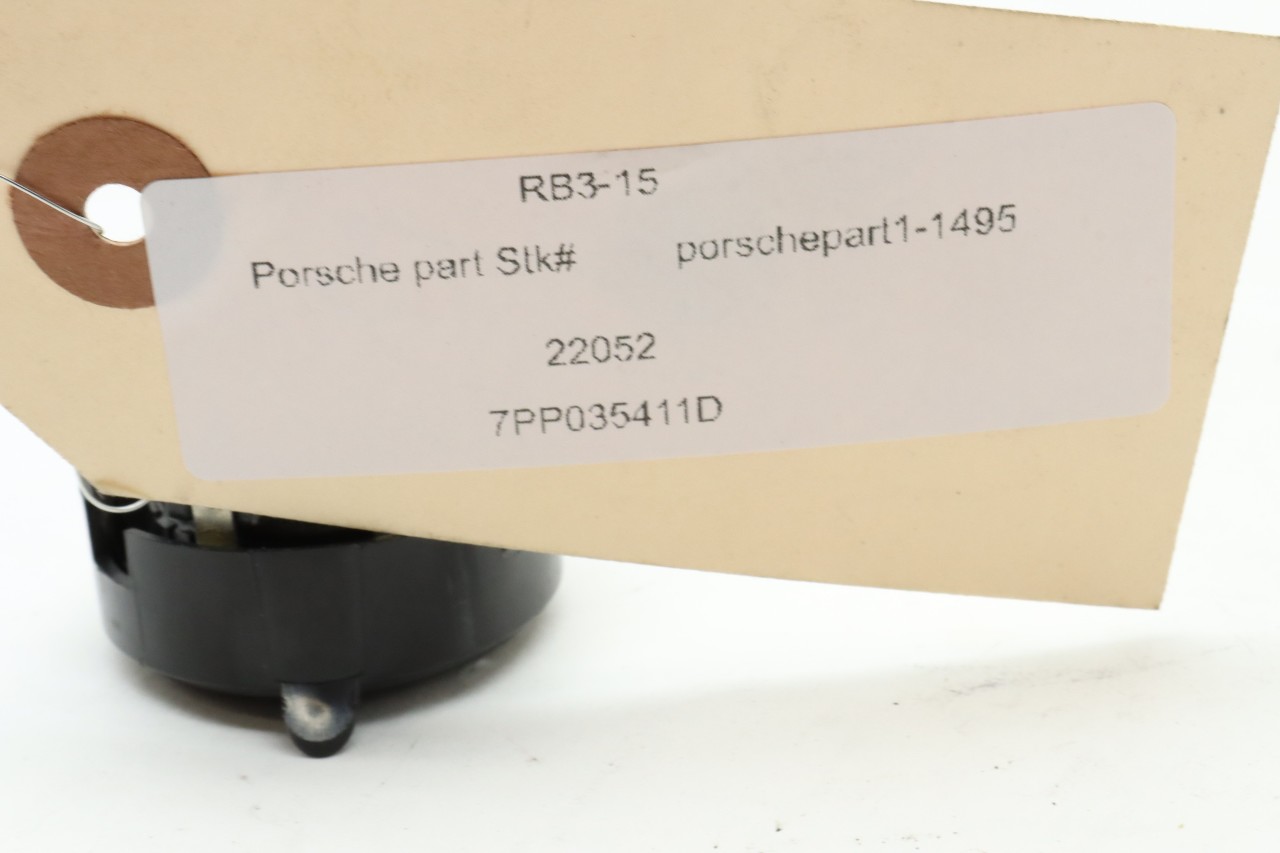 RB3-15
Porsche part Stk# porschepart1-1495
22052
7PP035411D